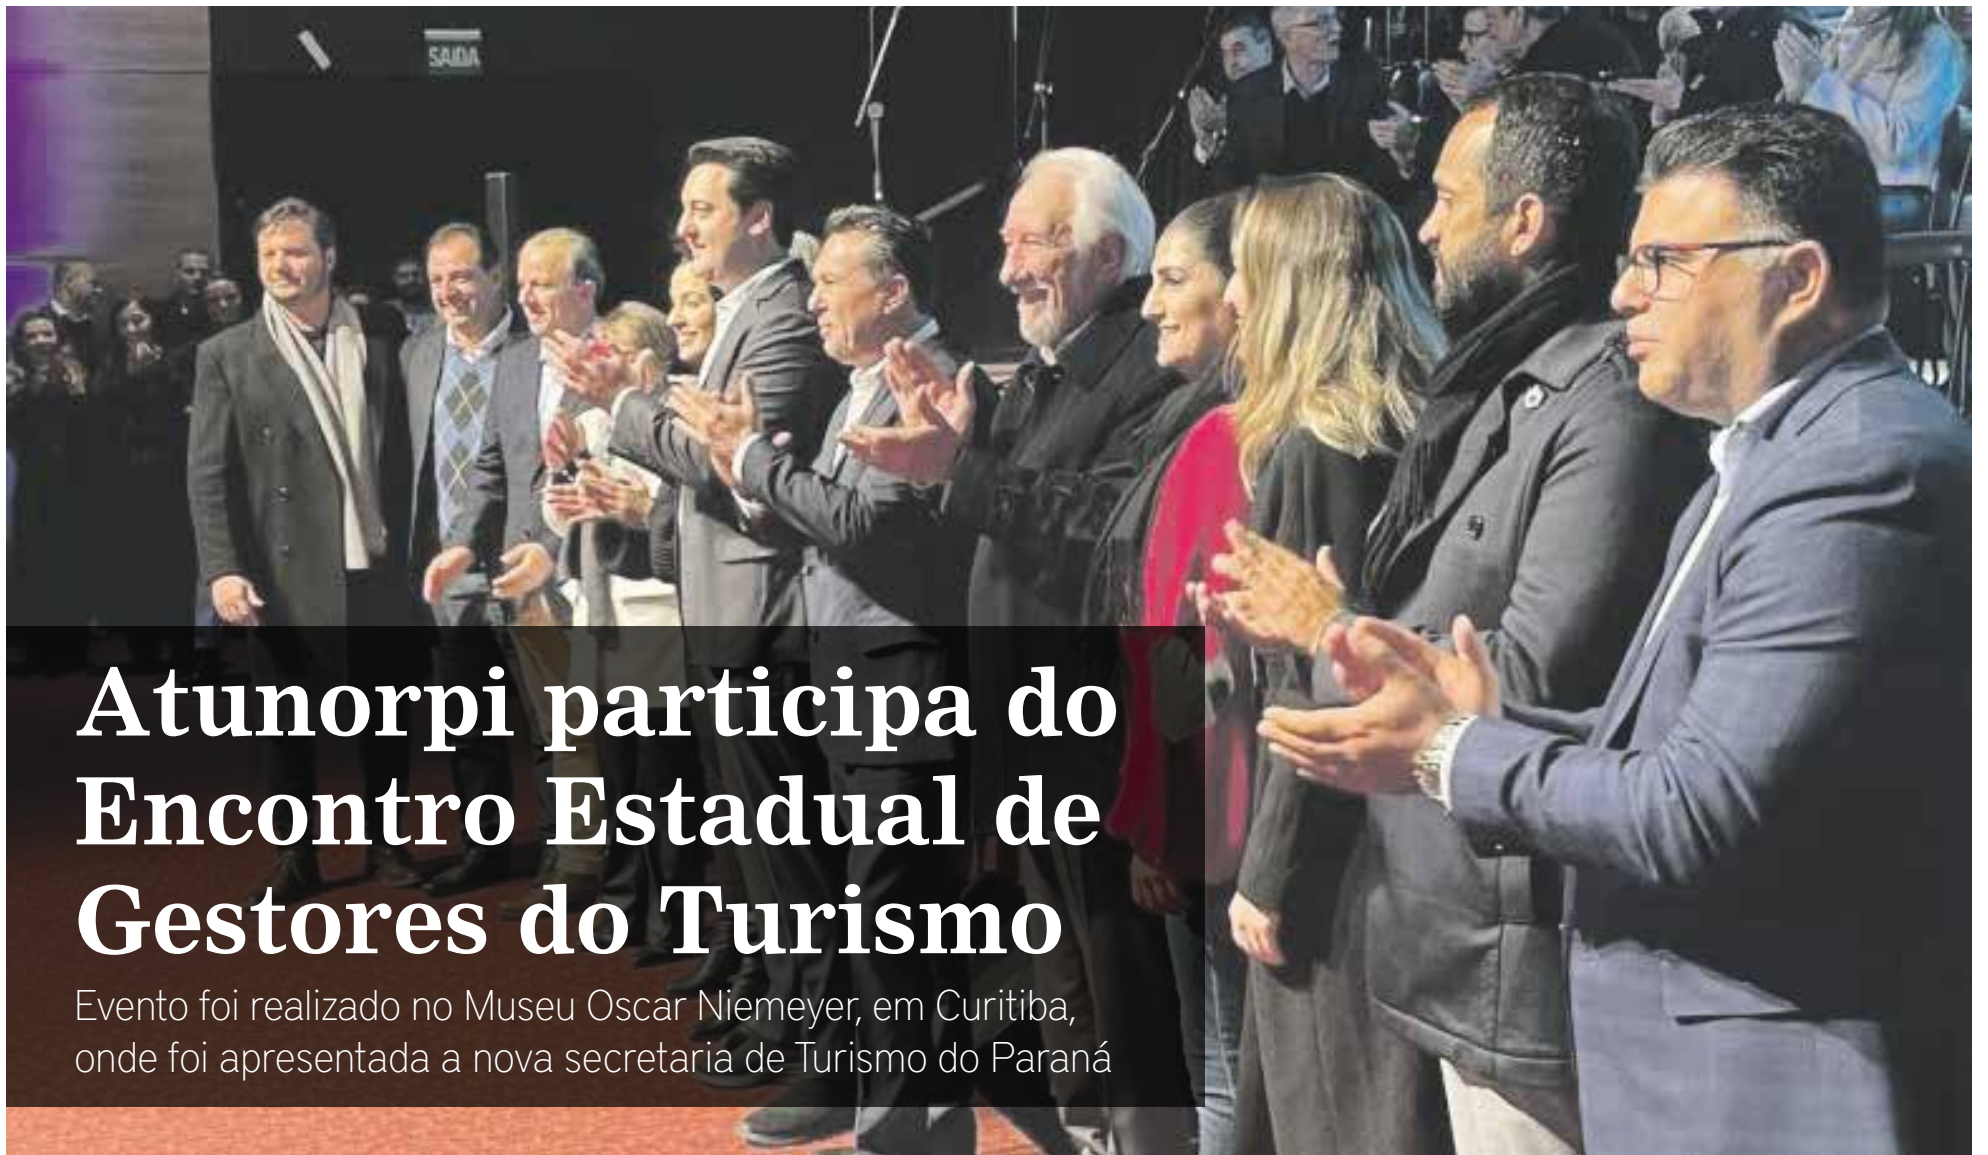 SAÍDA
Atunorpi participa do
Encontro Estadual de
Gestores do Turismo
Evento foi realizado no Museu Oscar Niemeyer, em Curitiba,
onde foi apresentada a nova secretaria de Turismo do Paraná